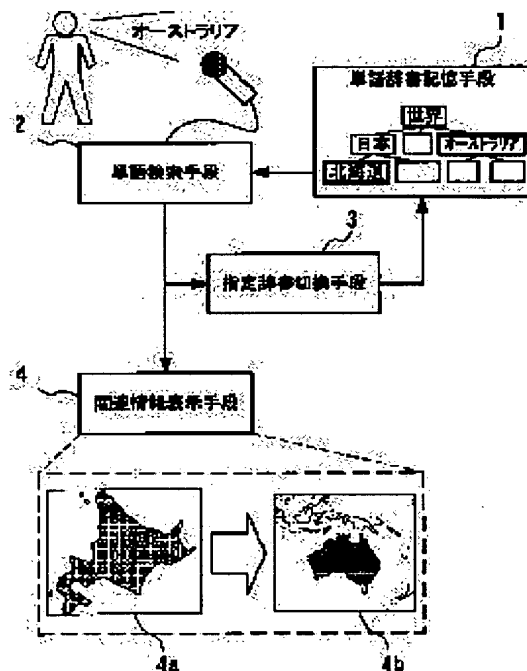 オーストラリア
1
単語辞書記憶手段
世界
日本
オーストラリア
北海道
2
単語検索手段
3
指定辞書切換手段
4
関連情報表示手段
4a
4b